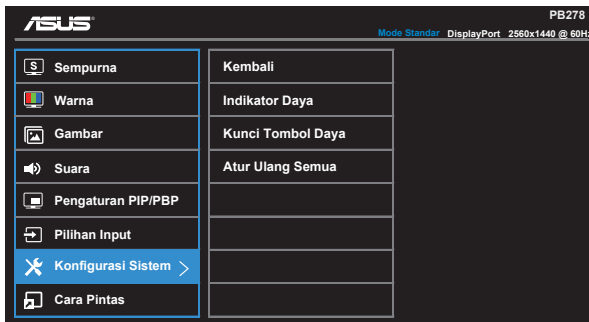 ASUS
PB278
Mode Standar DisplayPort 2560x1440 @ 60Hz
S Sempurna
Warna
Gambar
Suara
Pengaturan PIP/PBP
Pilihan Input
Konfigurasi Sistem >
Cara Pintas
Kembali
Indikator Daya
Kunci Tombol Daya
Atur Ulang Semua